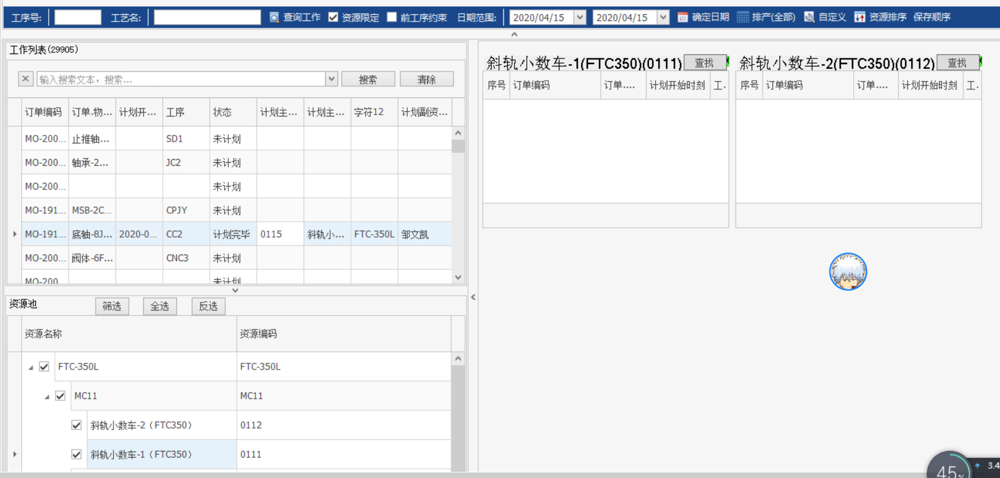 工序号: 工艺名: 查询工作 资源限定 前工序约束 日期范围: 2020/04/15 2020/04/15 确定日期 排产(全部) 自定义 资源排序 保存顺序
工作列表(29905)
输入搜索文本，搜索... 搜索 清除
订单编码 订单.物... 计划开... 工序 状态 计划主... 计划主... 字符12 计划副资...
MO-200... 止推轴... SD1 未计划
MO-200... 轴承-2... JC2 未计划
MO-200... 未计划
MO-191... MSB-2C... CPJY 未计划
MO-191... 底轴-8J... 2020-0... CC2 计划完毕 0115 斜轨小... FTC-350L 邹文凯
MO-200... 阀体-6F... CNC3 未计划
MO-200 未计划
资源池 筛选 全选 反选
资源名称 资源编码
FTC-350L FTC-350L
MC11 MC11
斜轨小数车-2（FTC350） 0112
斜轨小数车-1（FTC350） 0111
斜轨小数车-1(FTC350)(0111) 查找
序号 订单编码 订单.... 计划开始时刻 工.
斜轨小数车-2(FTC350)(0112) 查找
序号 订单编码 订单.... 计划开始时刻 工.
45% 3.4